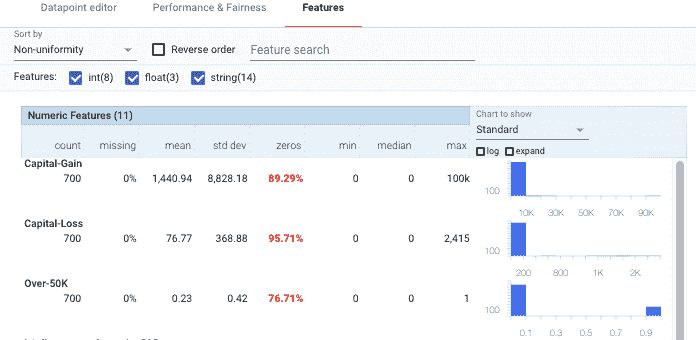 Datapoint editor Performance & Fairness Features
Sort by
Non-uniformity Reverse order Feature search
Features: int(8) float(3) string(14)
Numeric Features (11)
Chart to show
Standard
count missing mean std dev zeros min median max
log expand
Capital-Gain
700 0% 1,440.94 8,828.18 89.29% 0 0 100k
100
10K 30K 50K 70K 90K
Capital-Loss
700 0% 76.77 368.88 95.71% 0 0 2,415
100
200 800 1K 2K
Over-50K
700 0% 0.23 0.42 76.71% 0 0 1
100
0.1 0.3 0.5 0.7 0.9